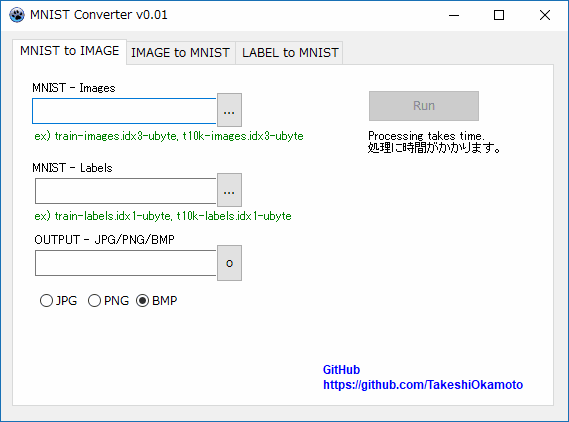 MNIST Converter v0.01
MNIST to IMAGE IMAGE to MNIST LABEL to MNIST
MNIST - Images
...
Run
ex) train-images.idx3-ubyte, t10k-images.idx3-ubyte
Processing takes time.
処理に時間がかかります。
MNIST - Labels
...
ex) train-labels.idx1-ubyte, t10k-labels.idx1-ubyte
OUTPUT - JPG/PNG/BMP
o
JPG PNG BMP
GitHub
https://github.com/TakeshiOkamoto